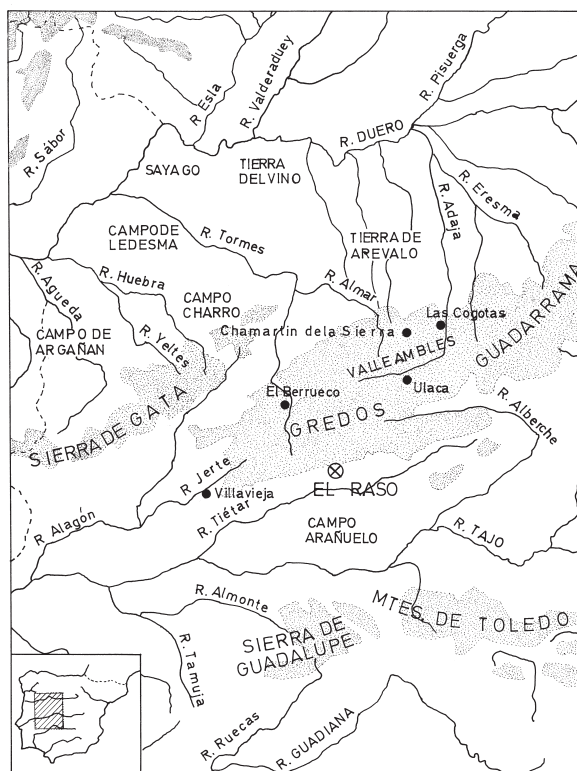 R. Sábor
R. Esla
R. Valderaduey
R. Pisuerga
R. DUERO
SAYAGO
TIERRA
DEL VINO
R. Eresma
R. Adaja
CAMPO DE
LEDESMA
R. Tormes
TIERRA DE
AREVALO
R. Agueda
R. Huebra
R. Almar
CAMPO
CHARRO
Las Cogotas
GUADARRAMA
CAMPO DE
ARGAÑAN
R. Yeltes
Chamartín de la Sierra
VALLE AMBLES
El Berrueco
Ulaca
SIERRA DE GATA
GREDOS
R. Alberche
R. Jerte
EL RASO
Villavieja
R. Alagón
R. Tiétar
CAMPO
ARAÑUELO
R. TAJO
R. Almonte
MTES. DE TOLEDO
SIERRA DE
GUADALUPE
R. Tamuja
R. Ruecas
R. GUADIANA